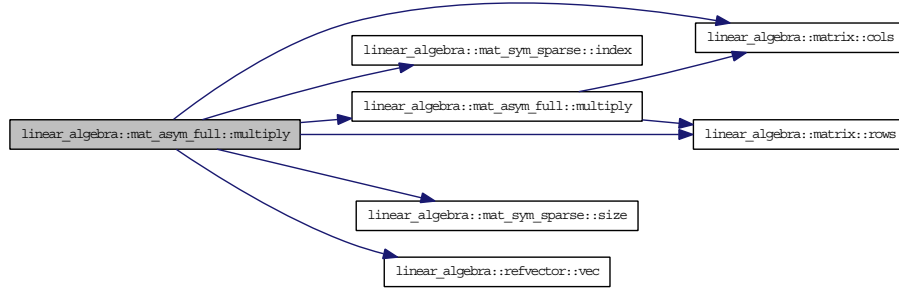 linear_algebra::mat_asym_full::multiply
linear_algebra::matrix::cols
linear_algebra::mat_sym_sparse::index
linear_algebra::mat_asym_full::multiply
linear_algebra::matrix::rows
linear_algebra::mat_sym_sparse::size
linear_algebra::refvector::vec